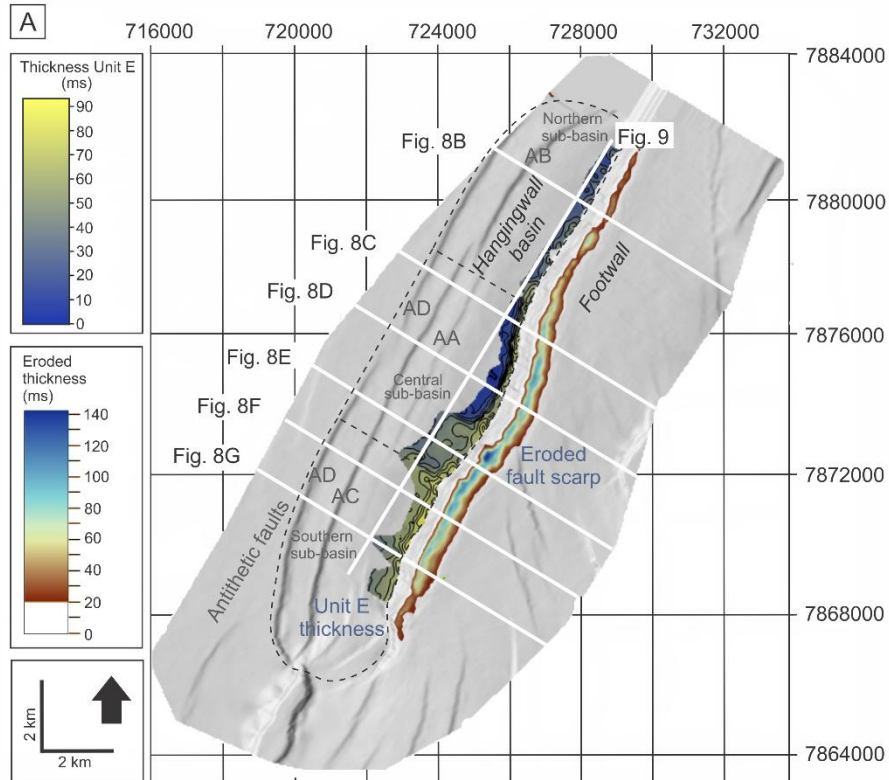 A
716000
720000
724000
728000
732000
7884000
7880000
7876000
7872000
7868000
7864000
Thickness Unit E
(ms)
90
80
70
60
50
40
30
20
10
0
Eroded
thickness
(ms)
140
120
100
80
60
40
20
0
2 km
2 km
Fig. 8B
Fig. 8C
Fig. 8D
Fig. 8E
Fig. 8F
Fig. 8G
Fig. 9
Northern
sub-basin
AB
Hangingwall
basin
Footwall
AD
AA
Central
sub-basin
Eroded
fault scarp
AD
AC
Southern
sub-basin
Antithetic faults
Unit E
thickness